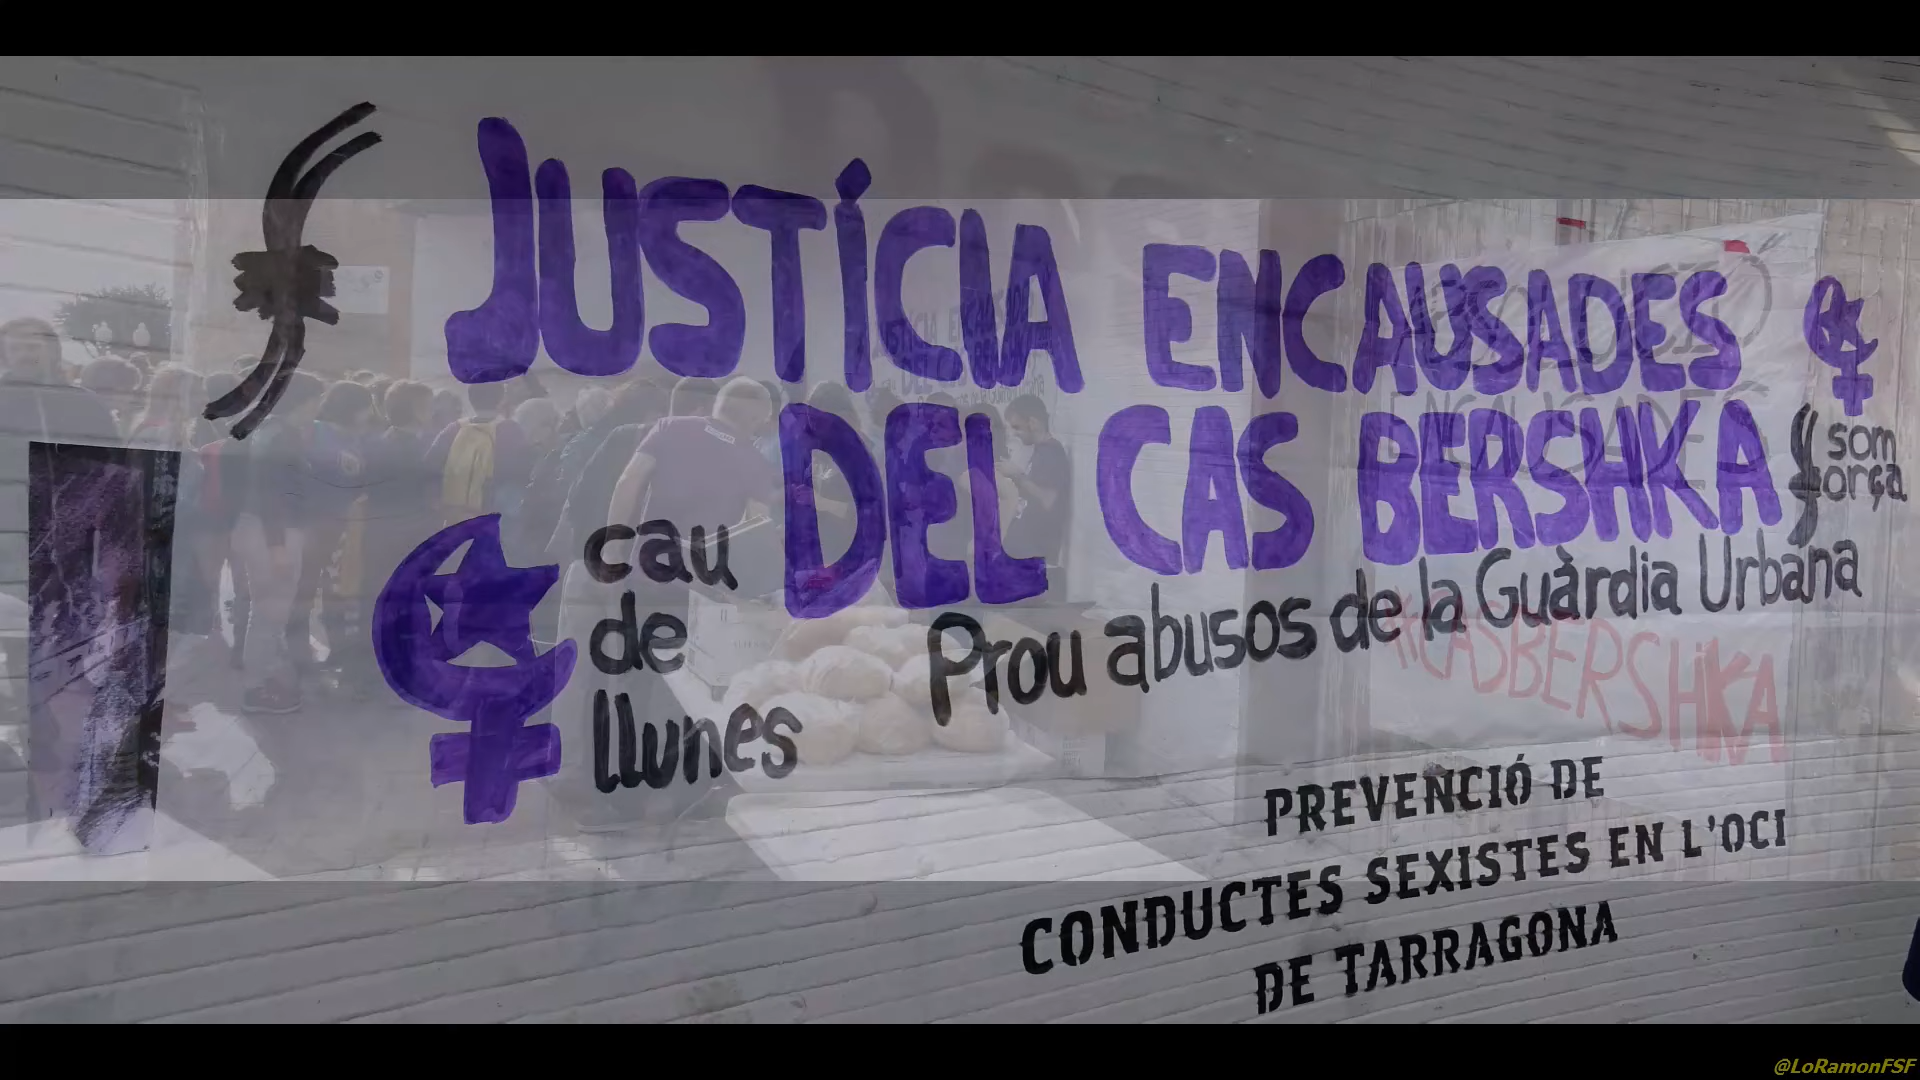 JUSTÍCIA ENCAUSADES
DEL CAS BERSHKA
som
força
cau
de
llunes
Prou abusos de la Guàrdia Urbana
ENCAUSADES
#CASBERSHKA
PREVENCIÓ DE
CONDUCTES SEXISTES EN L'OCI
DE TARRAGONA
@LoRamonFSF